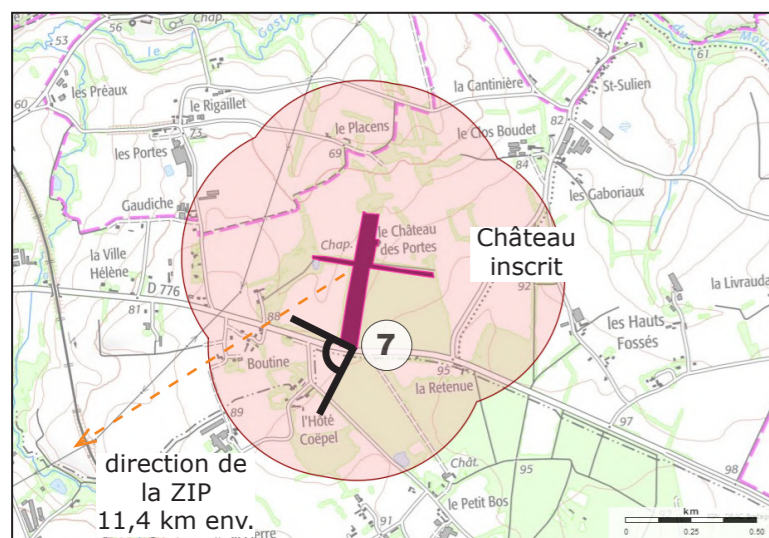 53
Chap.
56
le
Gast
les Préaux
60
le Rigaillet
73
les Portes
Gaudiche
la Ville
Hélène
D 776
81
le Placens
69
la Cantinière
St-Sulien
61
82
le Clos Boudet
84
les Gaboriaux
Chap.
le Château
des Portes
Château
inscrit
92
la Livrauda
les Hauts
Fossés
88
7
Boutine
la Retenue
95
97
98
89
l'Hôté
Coëpel
direction de
la ZIP
11,4 km env.
Chât.
95
le Petit Bos
91
km
0 0.25 0.50